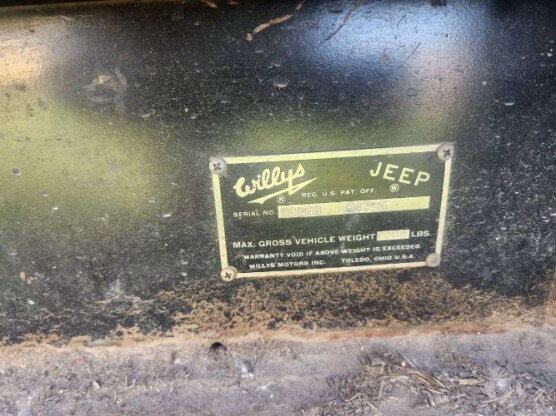 Willys ® JEEP ®
REG. U.S. PAT. OFF.
SERIAL NO
MAX. GROSS VEHICLE WEIGHT LBS.
WARRANTY VOID IF ABOVE WEIGHT IS EXCEEDED
WILLYS MOTORS INC. TOLEDO, OHIO U.S.A.